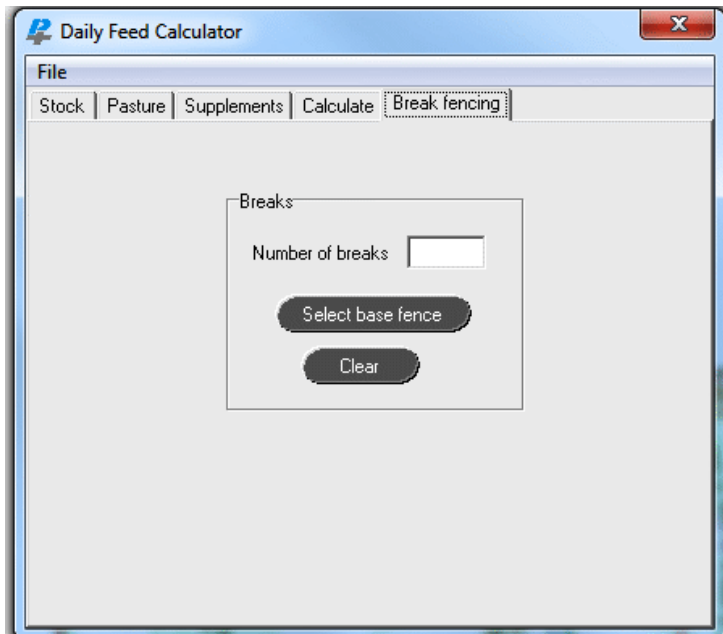 Daily Feed Calculator
File
Stock Pasture Supplements Calculate Break fencing
Breaks
Number of breaks
Select base fence
Clear